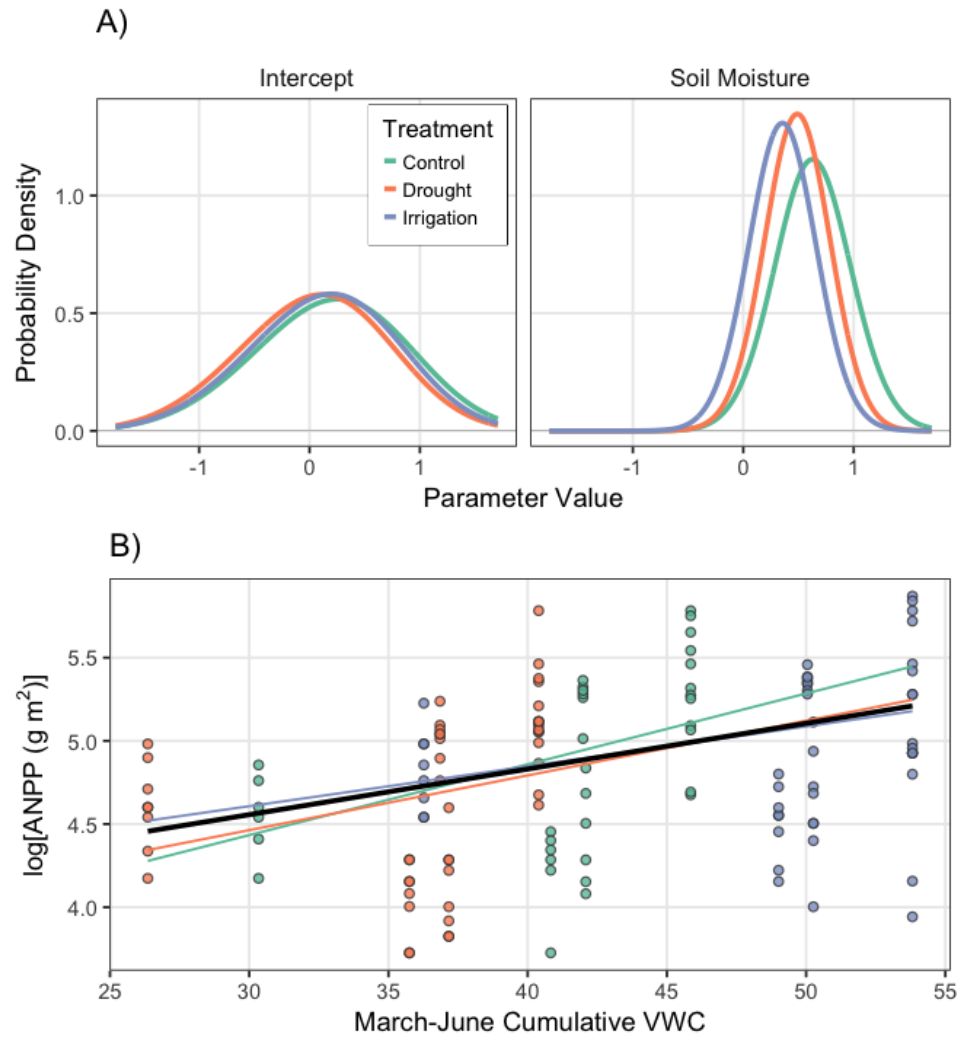 A)
Intercept
Soil Moisture
Treatment
Control
Drought
Irrigation
Probability Density
1.0
0.5
0.0
-1 0 1
-1 0 1
Parameter Value
B)
log[ANPP (g m²)]
5.5
5.0
4.5
4.0
25 30 35 40 45 50 55
March-June Cumulative VWC